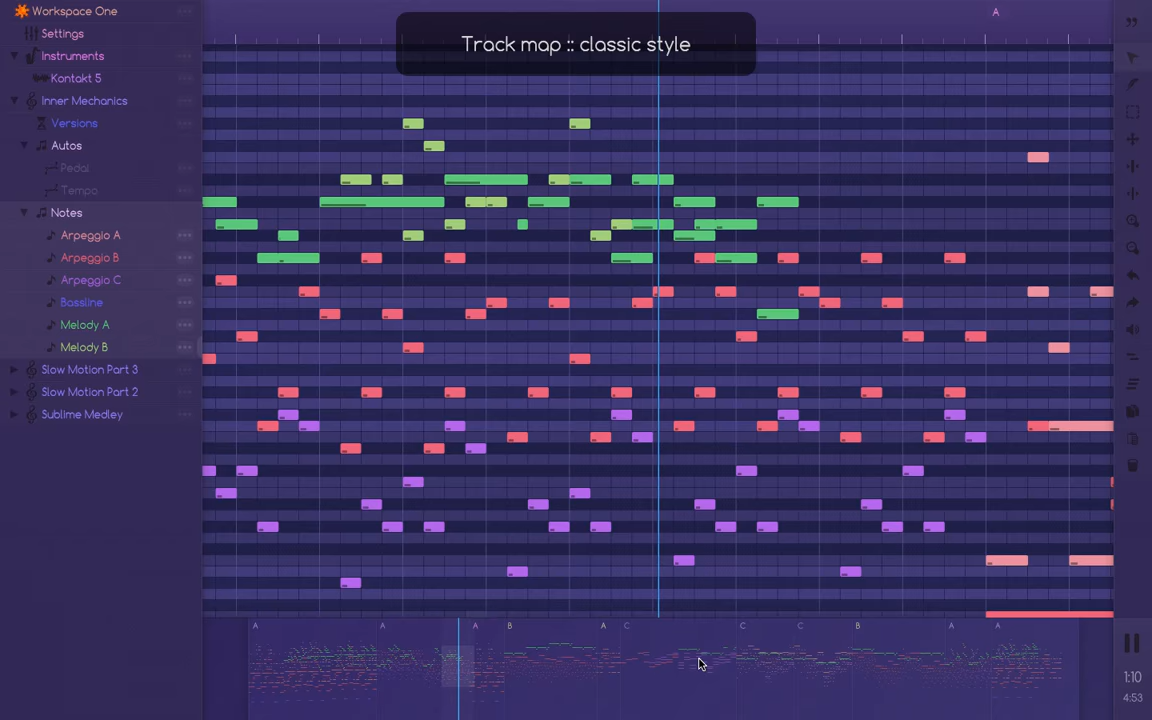 Workspace One
Settings
Instruments
Kontakt 5
Inner Mechanics
Versions
Autos
Pedal
Tempo
Notes
Arpeggio A
Arpeggio B
Arpeggio C
Bassline
Melody A
Melody B
Slow Motion Part 3
Slow Motion Part 2
Sublime Medley
Track map :: classic style
A
A A A B A C C C B A A
1:10
4:53